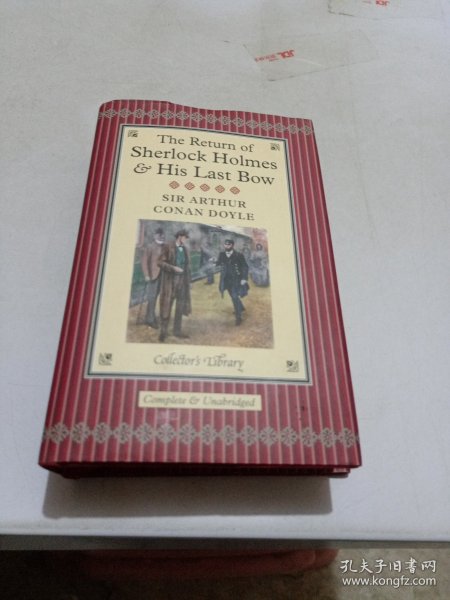 JDL
The Return of
Sherlock Holmes
& His Last Bow
SIR ARTHUR
CONAN DOYLE
Collector's Library
Complete & Unabridged
孔夫子旧书网
www.kongfz.com